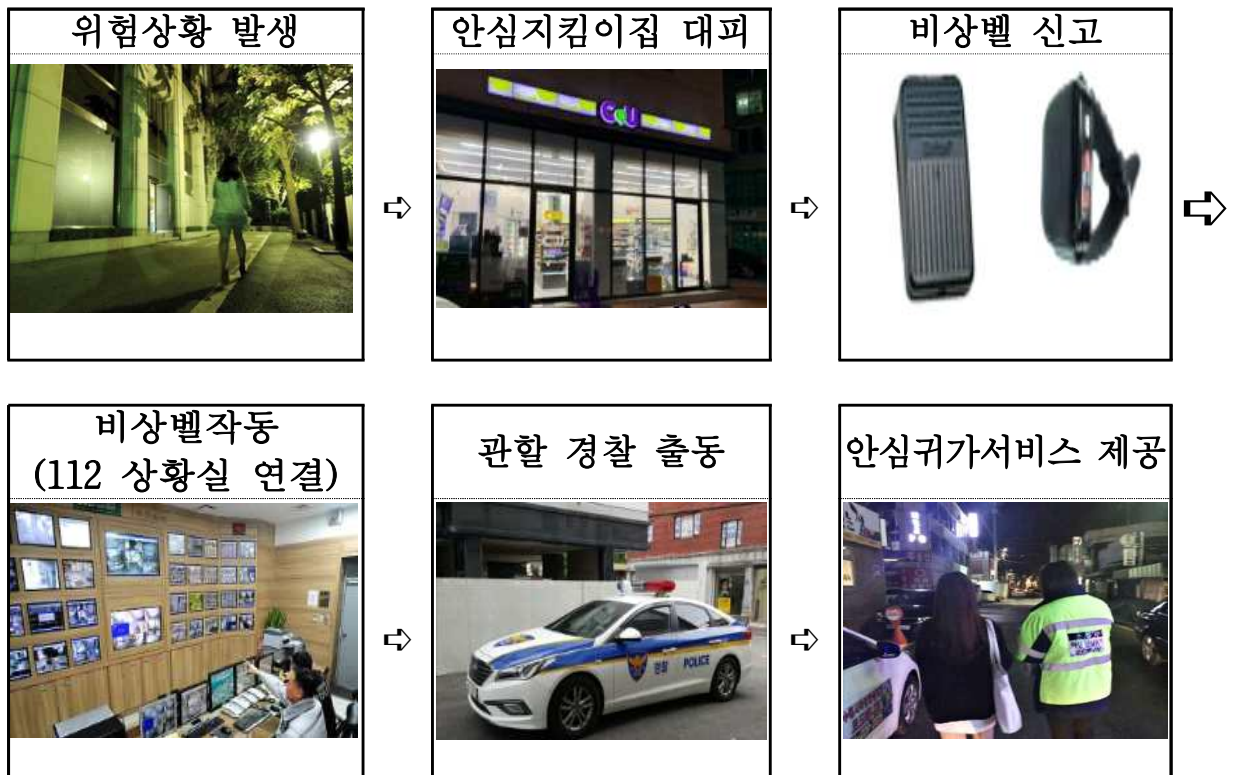 위험상황 발생
안심지킴이집 대피
비상벨 신고
CU
⇨
⇨
⇨
비상벨작동
(112 상황실 연결)
관할 경찰 출동
안심귀가서비스 제공
경찰 POLICE
⇨
⇨